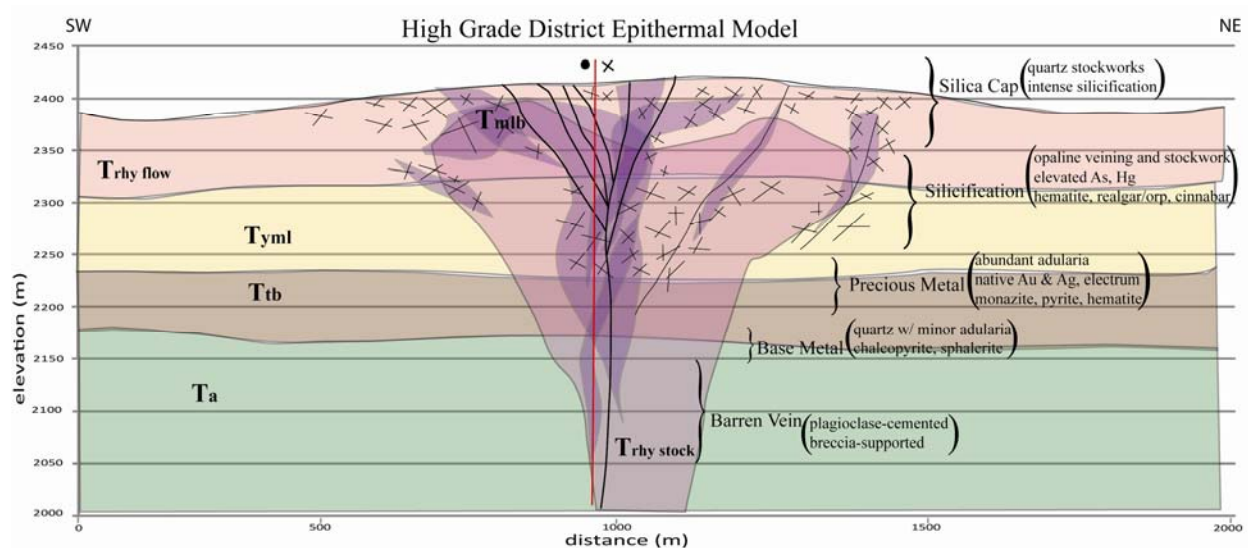 SW
High Grade District Epithermal Model
NE
2450
2400
2350
2300
2250
2200
2150
2100
2050
2000
elevation (m)
Tmlb
Trhy flow
Tyml
Ttb
Ta
Trhy stock
Silica Cap (quartz stockworks
intense silicification)
Silicification (opaline veining and stockwork
elevated As, Hg
hematite, realgar/orp, cinnabar)
Precious Metal (abundant adularia
native Au & Ag, electrum
monazite, pyrite, hematite)
Base Metal (quartz w/ minor adularia
chalcopyrite, sphalerite)
Barren Vein (plagioclase-cemented
breccia-supported)
0
500
1000
1500
2000
distance (m)